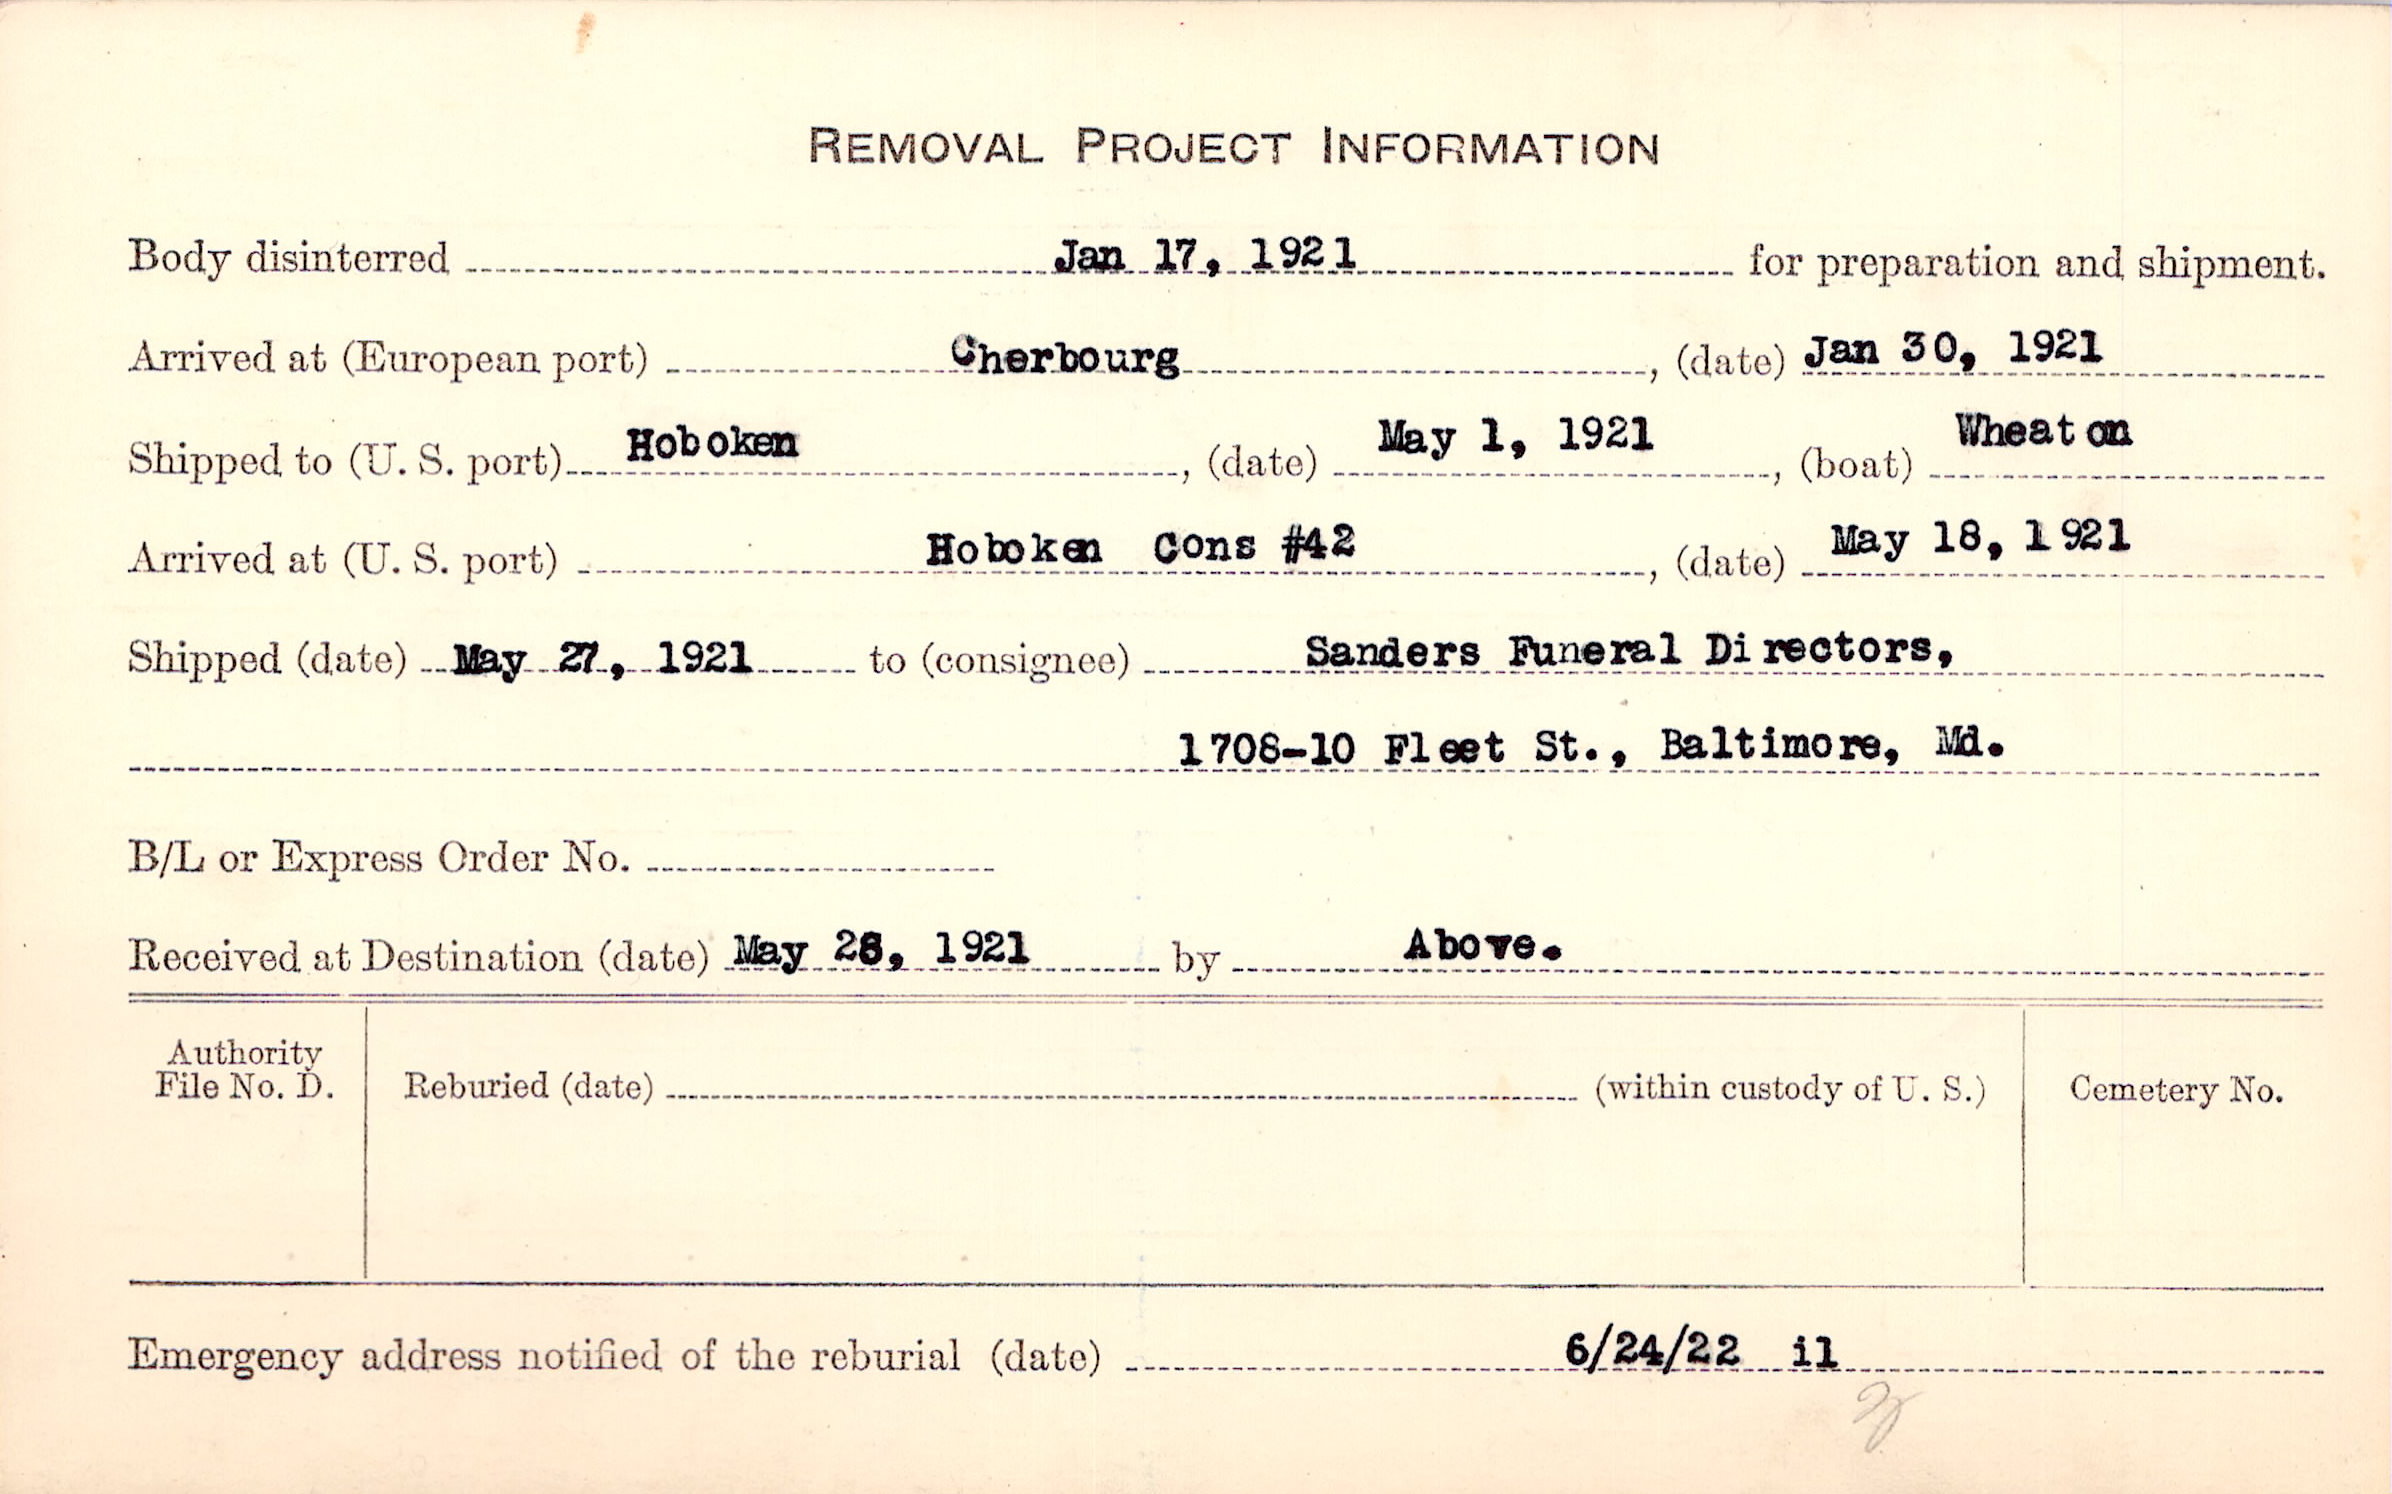 REMOVAL PROJECT INFORMATION
Body disinterred Jan 17, 1921 for preparation and shipment.
Arrived at (European port) Cherbourg, (date) Jan 30, 1921
Shipped to (U. S. port) Hoboken, (date) May 1, 1921, (boat) Wheaton
Arrived at (U. S. port) Hoboken Cons #42, (date) May 18, 1921
Shipped (date) May 27, 1921 to (consignee) Sanders Funeral Directors,
1708-10 Fleet St., Baltimore, Md.
B/L or Express Order No.
Received at Destination (date) May 28, 1921 by Above.
Authority
File No. D.
Reburied (date) (within custody of U. S.)
Cemetery No.
Emergency address notified of the reburial (date) 6/24/22 il